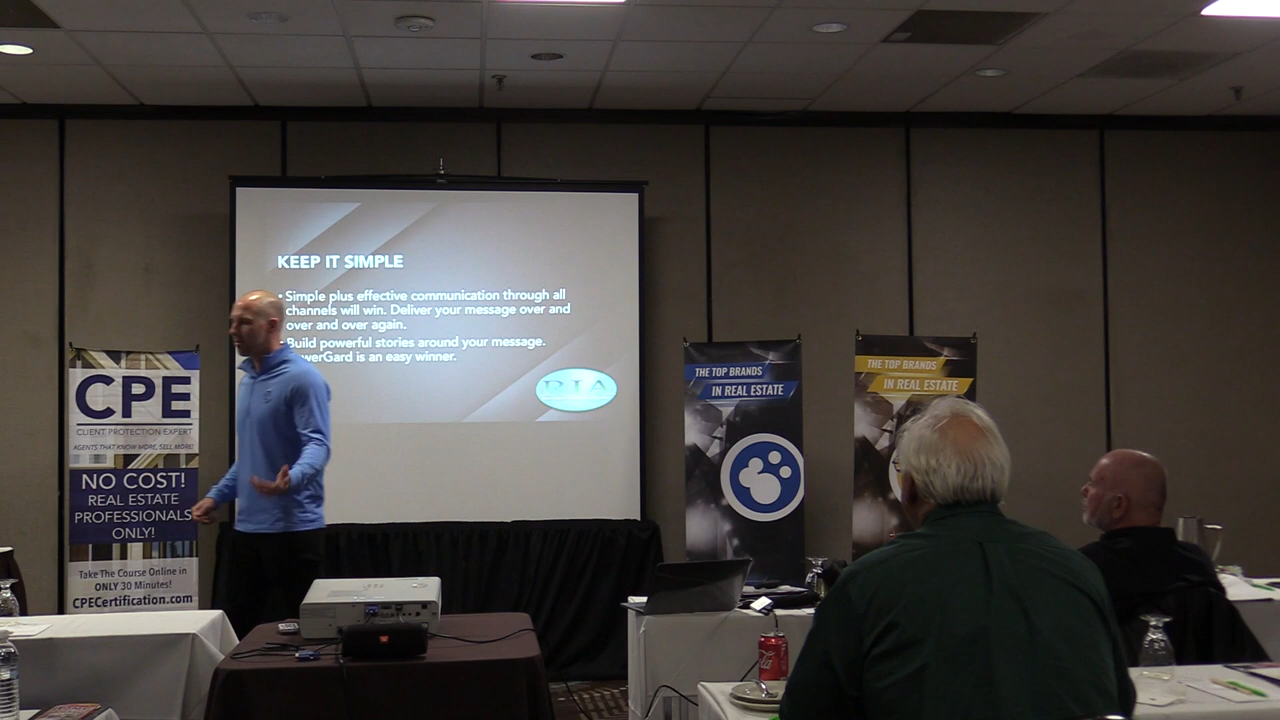 KEEP IT SIMPLE
• Simple plus effective communication through all
channels will win. Deliver your message over and
over and over again.
• Build powerful stories around your message.
werGard is an easy winner.
RIA
CPE
CLIENT PROTECTION EXPERT
AGENTS THAT KNOW MORE, SELL MORE!
NO COST!
REAL ESTATE
PROFESSIONALS
ONLY!
Take The Course Online in
ONLY 30 Minutes!
CPECertification.com
THE TOP BRANDS
IN REAL ESTATE
THE TOP BRANDS
IN REAL ESTATE